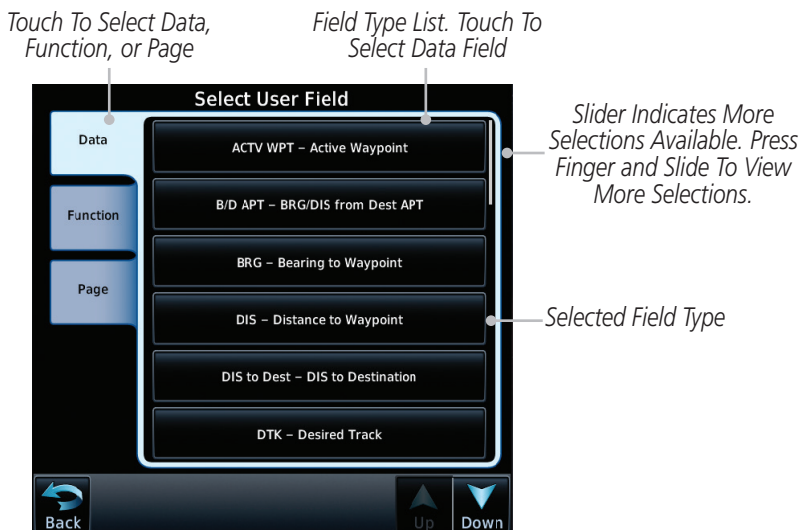 Touch To Select Data,
Function, or Page
Field Type List. Touch To
Select Data Field
Select User Field
Data
Function
Page
ACTV WPT – Active Waypoint
B/D APT – BRG/DIS from Dest APT
BRG – Bearing to Waypoint
DIS – Distance to Waypoint
DIS to Dest – DIS to Destination
DTK – Desired Track
Slider Indicates More
Selections Available. Press
Finger and Slide To View
More Selections.
Selected Field Type
Back
Up
Down